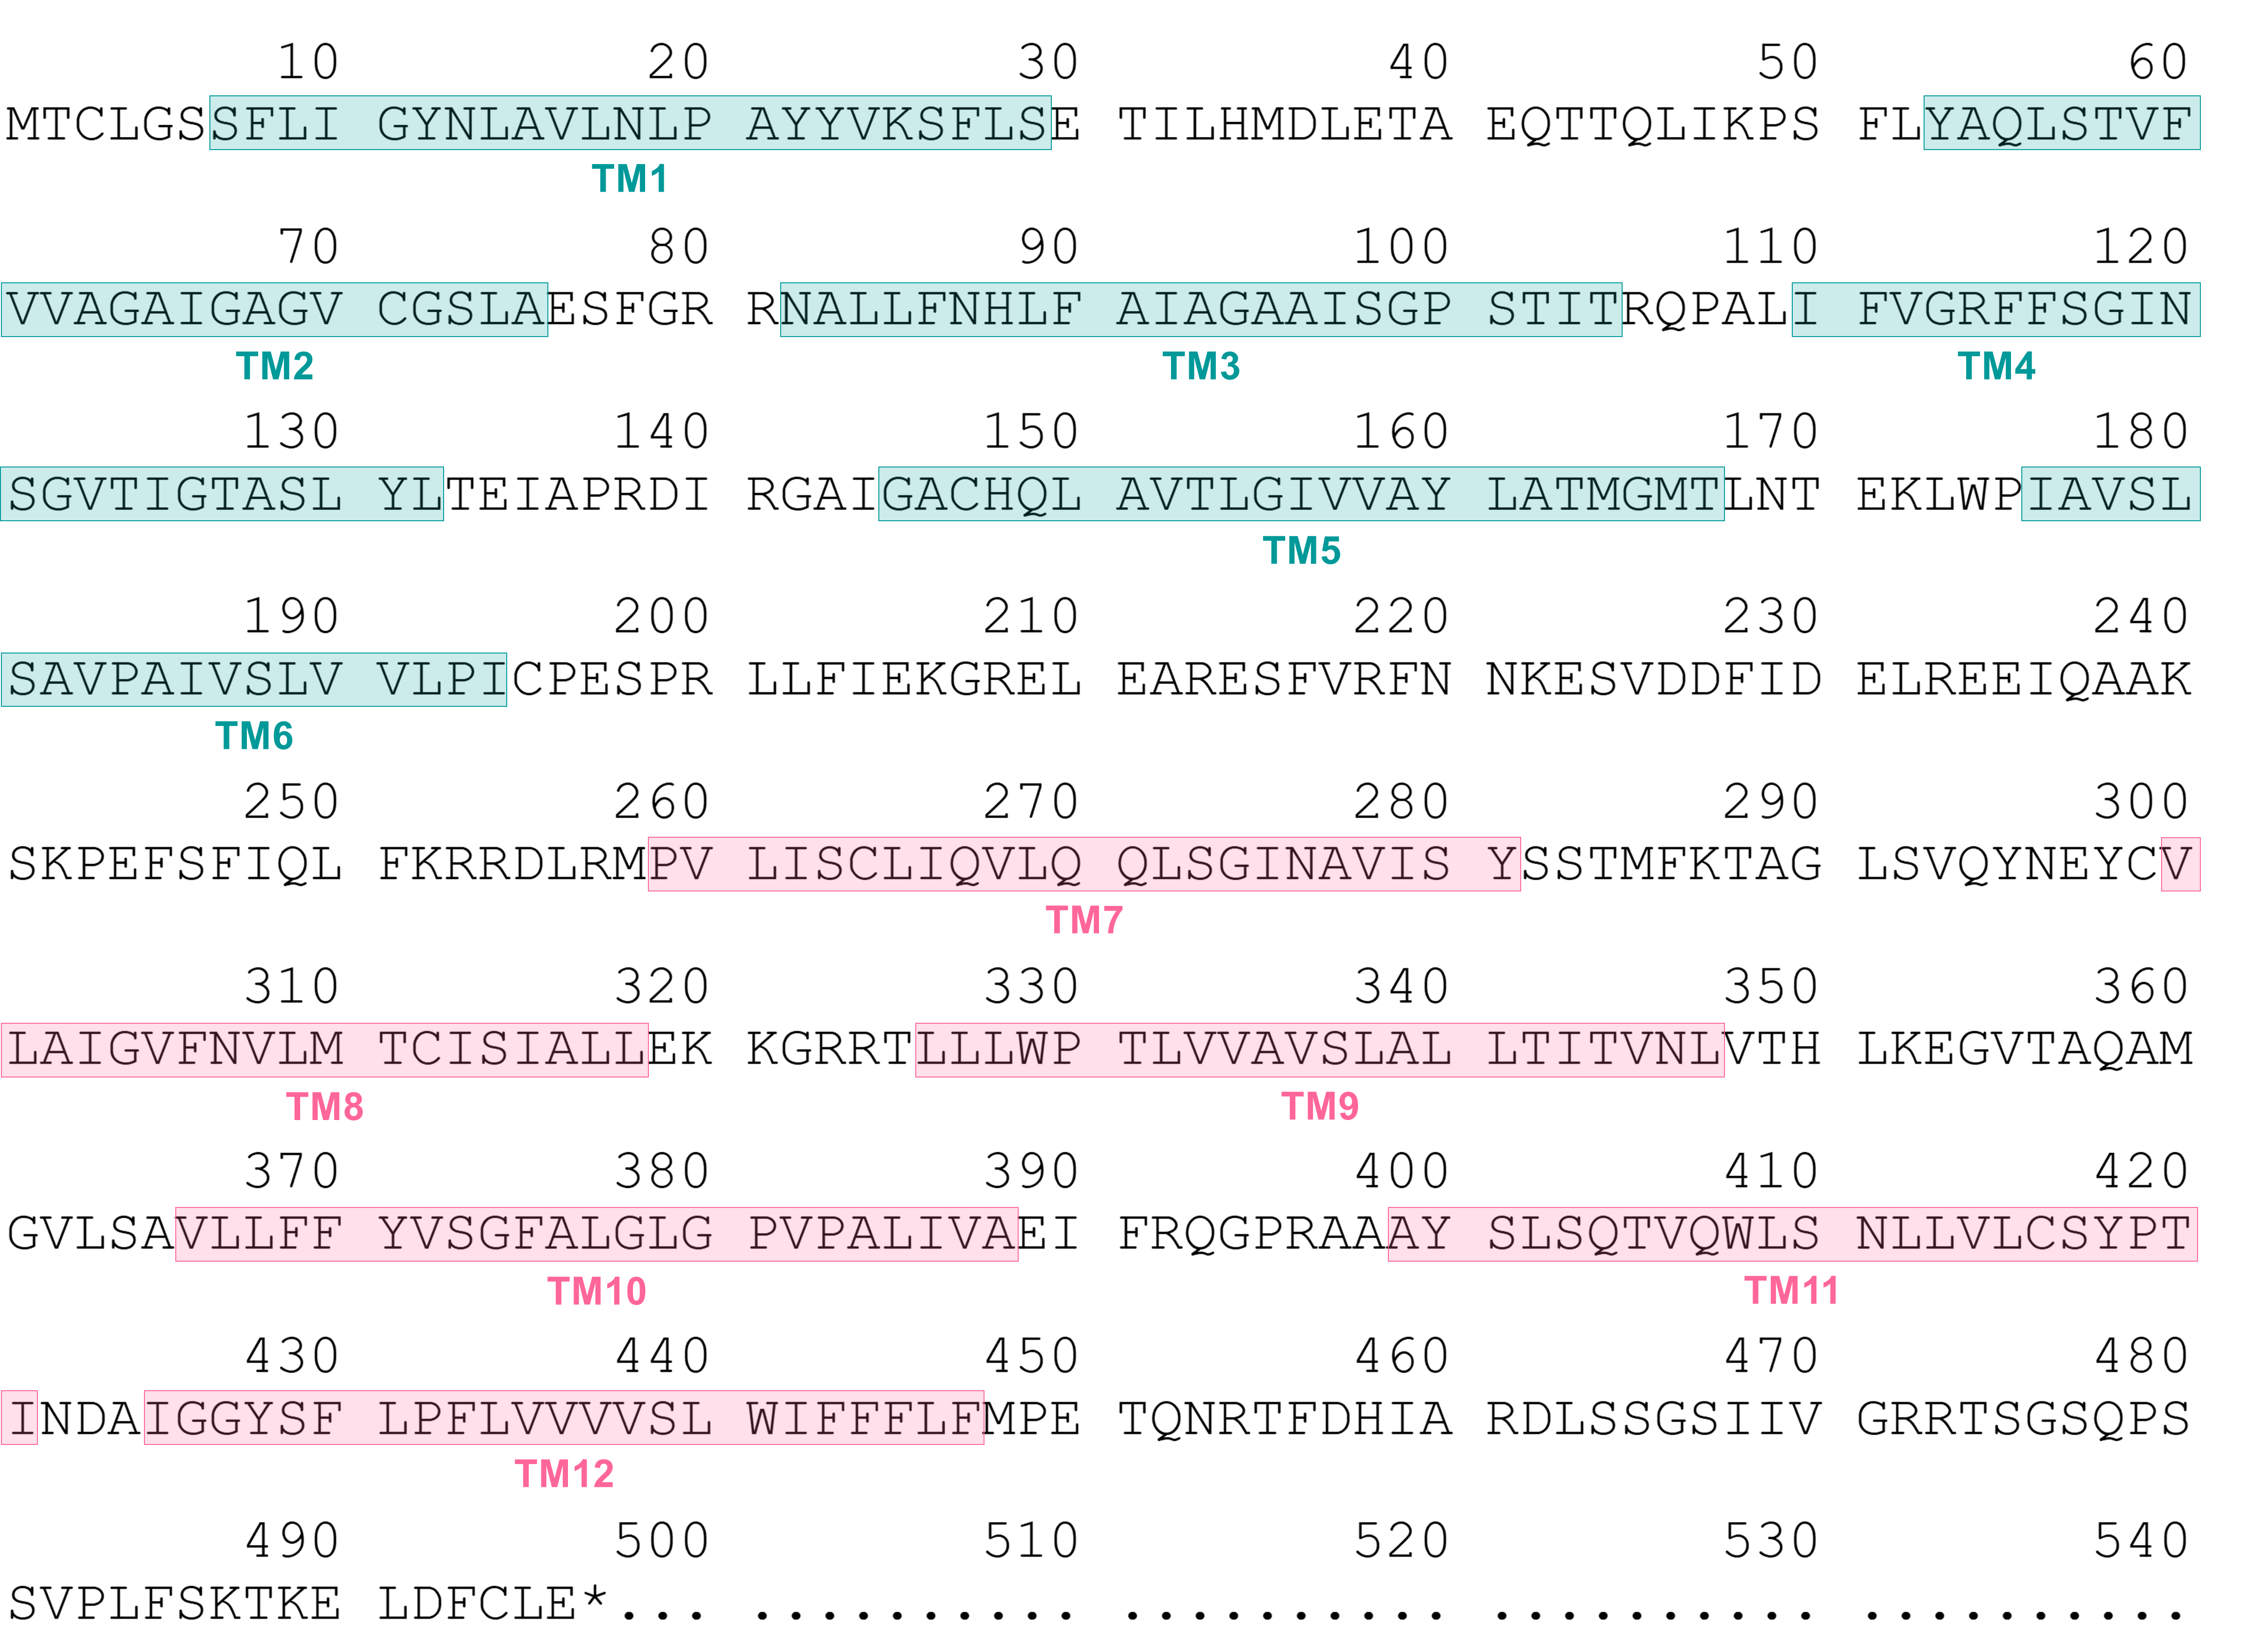 10 20 30 40 50 60
MTCLGSSFLI GYNLAVLNLP AYYVKSFLSE TILHMDLETA EQTTQLIKPS FLYAQLSTVF
TM1
70 80 90 100 110 120
VVAGAIGAGV CGSLAESFGR RNALLFNHLF AIAGAAISGP STITRQPALI FVGRFFSGIN
TM2 TM3 TM4
130 140 150 160 170 180
SGVTIGTASL YLTEIAPRDI RGAIGACHQL AVTLGIVVAY LATMGMTLNT EKLWPIAVSL
TM5
190 200 210 220 230 240
SAVPAIVSLV VLPICPESPR LLFIEKGREL EARESFVRFN NKESVDDFID ELREEIQAAK
TM6
250 260 270 280 290 300
SKPEFSFIQL FKRRDLRMPV LISCLIQVLQ QLSGINAVIS YSSTMFKTAG LSVQYNEYCV
TM7
310 320 330 340 350 360
LAIGVFNVLM TCISIALLEK KGRRTLLLWP TLVVAVSLAL LTITVNLVTH LKEGVTAQAM
TM8 TM9
370 380 390 400 410 420
GVLSAVLLFF YVSGFALGLG PVPALIVAEI FRQGPRAAAY SLSQTVQWLS NLLVLCSYPT
TM10 TM11
430 440 450 460 470 480
INDAIGGYSF LPFLVVVVSL WIFFFLFMPE TQNRTFDHIA RDLSSGSIIV GRRTSGSQPS
TM12
490 500 510 520 530 540
SVPLFSKTKE LDFCLE*... .......... .......... .......... ..........